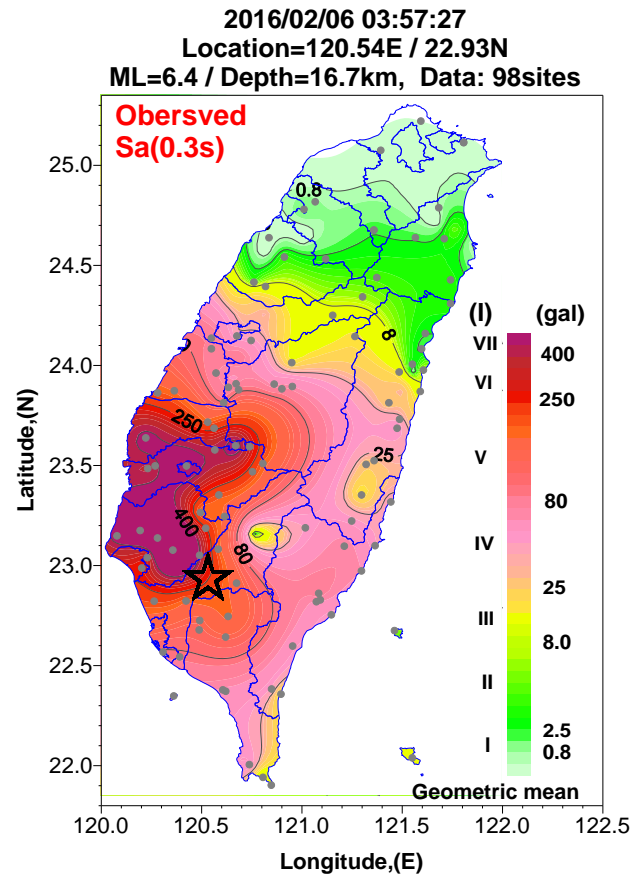 2016/02/06 03:57:27
Location=120.54E / 22.93N
ML=6.4 / Depth=16.7km, Data: 98sites
Obersved
Sa(0.3s)
0.8
8
250
25
400
80
(I) (gal)
VII 400
VI 250
V
80
IV
25
III
8.0
II
2.5
I 0.8
Geometric mean
25.0
24.5
24.0
23.5
23.0
22.5
22.0
Latitude,(N)
120.0 120.5 121.0 121.5 122.0 122.5
Longitude,(E)